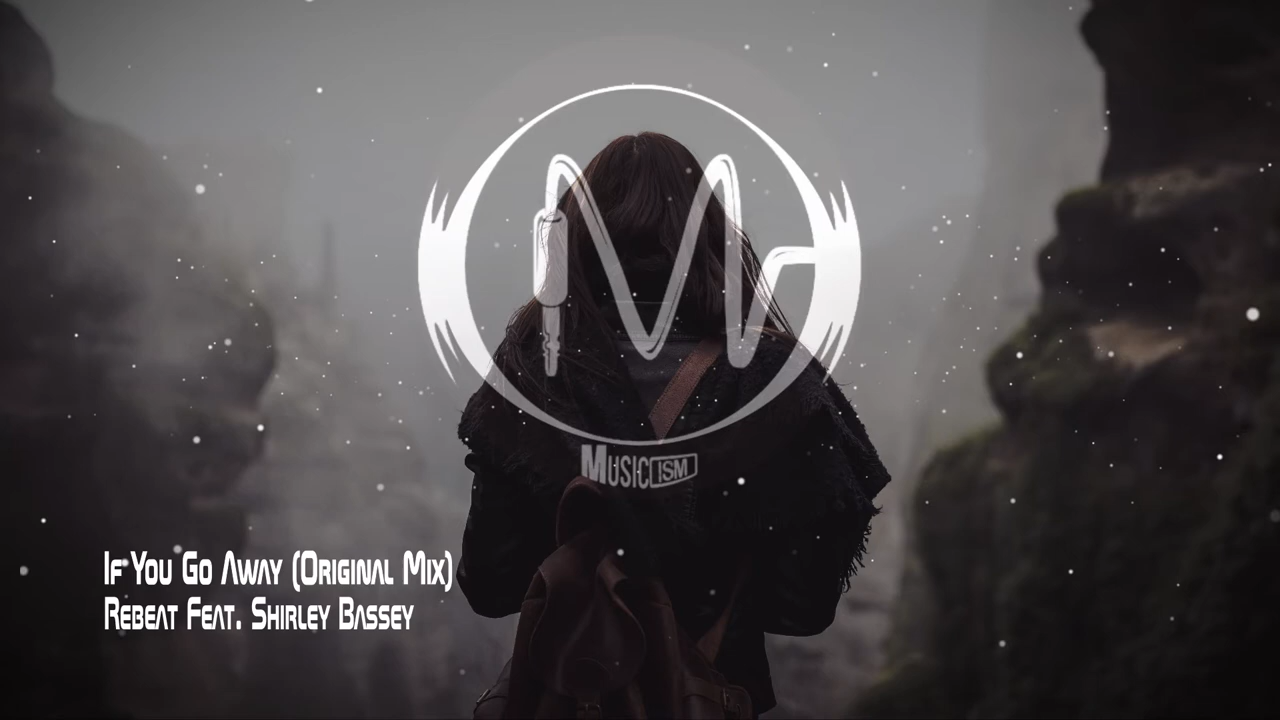 M
MUSIC ISM
If You Go Away (Original Mix)
Rebeat Feat. Shirley Bassey